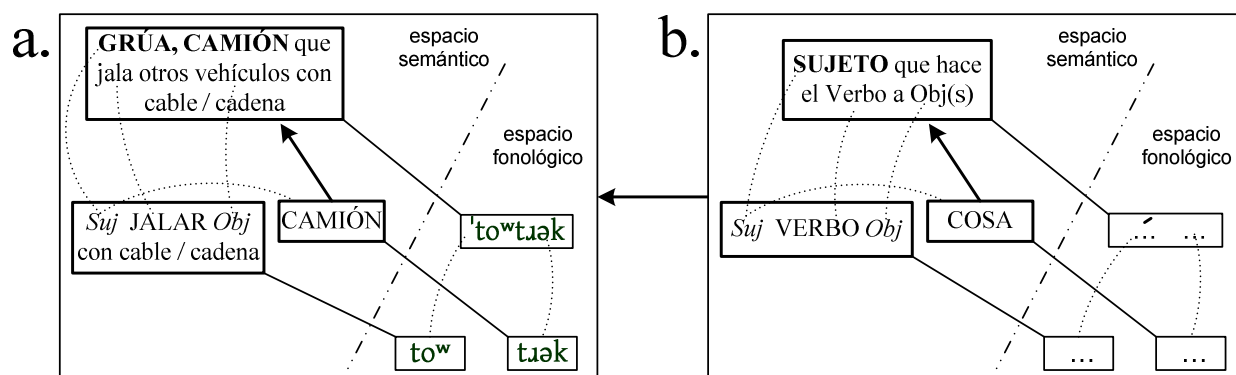 a.
GRÚA, CAMIÓN que
jala otros vehículos con
cable / cadena
espacio
semántico
espacio
fonológico
Suj JALAR Obj
con cable / cadena
CAMIÓN
ˈtoʷtɹək
toʷ
tɹək
b.
SUJETO que hace
el Verbo a Obj(s)
espacio
semántico
espacio
fonológico
Suj VERBO Obj
COSA
...́ ...
...
...